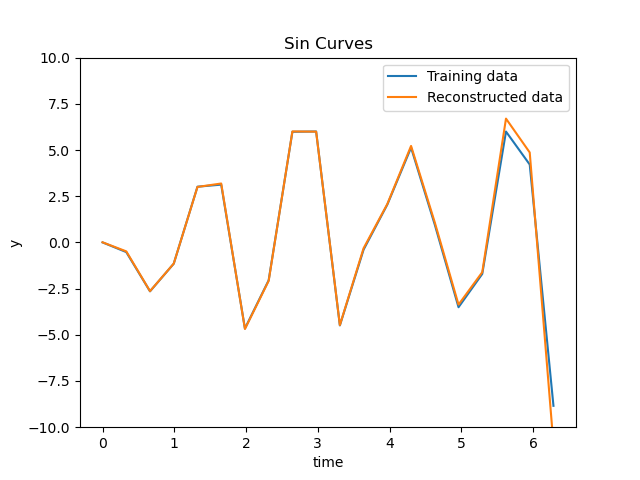 Sin Curves
Training data
Reconstructed data
10.0
7.5
5.0
2.5
0.0
−2.5
−5.0
−7.5
−10.0
y
0 1 2 3 4 5 6
time